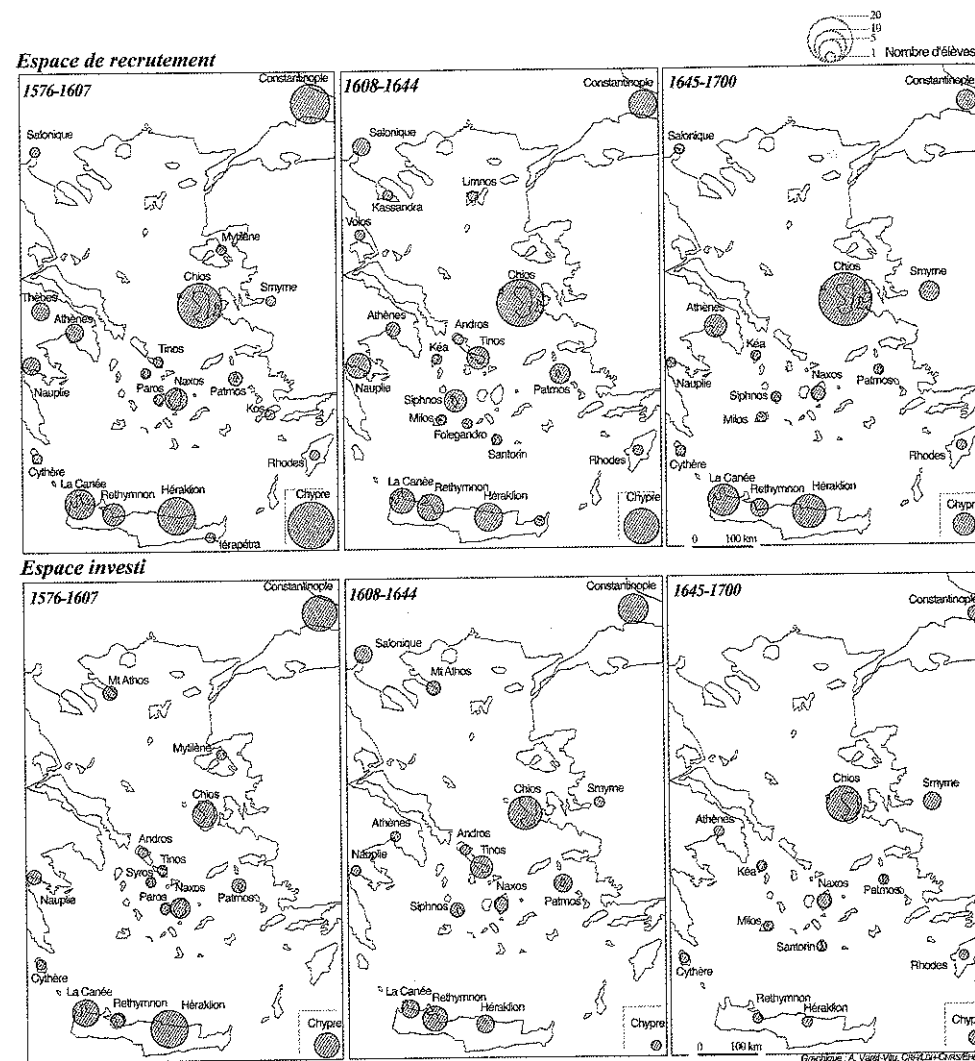 20
10
5
1
Nombre d'élèves
Espace de recrutement
1576-1607
Constantinople
Salonique
Mytilène
Chios
Smyrne
Thèbes
Athènes
Tinos
Nauplie
Paros
Naxos
Patmos
Kos
Cythère
Rhodes
La Canée
Rethymnon
Héraklion
Chypre
Iérapétra
1608-1644
Constantinople
Salonique
Kassandra
Limnos
Volos
Chios
Athènes
Andros
Kéa
Tinos
Nauplie
Siphnos
Patmos
Milos
Folegandro
Santorin
Rhodes
La Canée
Rethymnon
Héraklion
Chypre
1645-1700
Constantinople
Salonique
Chios
Smyrne
Athènes
Kéa
Nauplie
Naxos
Patmos
Siphnos
Milos
Cythère
Rhodes
La Canée
Rethymnon
Héraklion
Chypre
0 100 km
Espace investi
1576-1607
Constantinople
Mt Athos
Mytilène
Chios
Andros
Tinos
Syros
Nauplie
Naxos
Paros
Patmos
Cythère
La Canée
Rethymnon
Héraklion
Chypre
1608-1644
Constantinople
Salonique
Mt Athos
Chios
Smyrne
Athènes
Andros
Tinos
Nauplie
Naxos
Siphnos
Patmos
La Canée
Rethymnon
Héraklion
Chypre
1645-1700
Constantinople
Chios
Smyrne
Athènes
Kéa
Naxos
Patmos
Milos
Santorin
Cythère
Rhodes
Rethymnon
Héraklion
Chyp
0 100 km